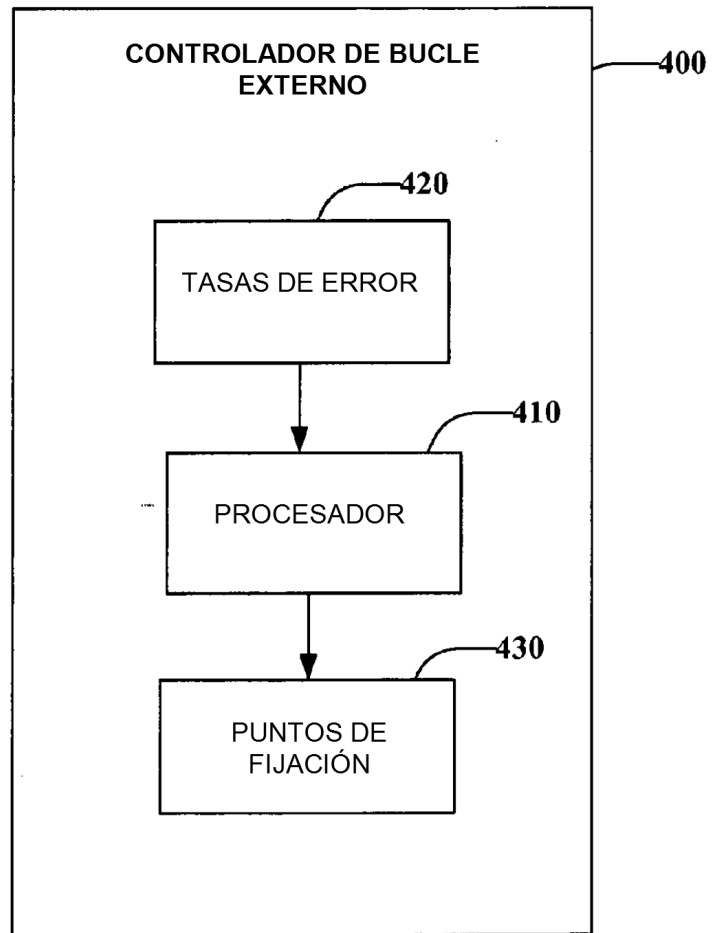 CONTROLADOR DE BUCLE
EXTERNO
400
420
TASAS DE ERROR
410
PROCESADOR
430
PUNTOS DE
FIJACIÓN